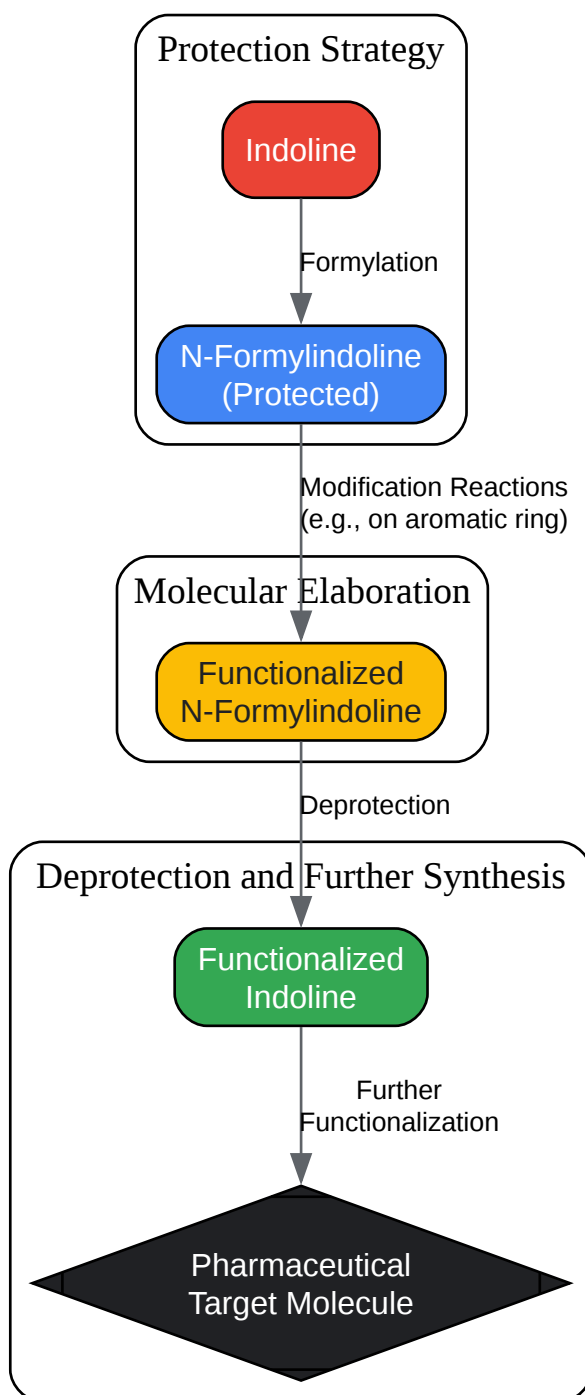 Protection Strategy
Indoline
Formylation
N-Formylindoline
(Protected)
Modification Reactions
(e.g., on aromatic ring)
Molecular Elaboration
Functionalized
N-Formylindoline
Deprotection
Deprotection and Further Synthesis
Functionalized
Indoline
Further
Functionalization
Pharmaceutical
Target Molecule